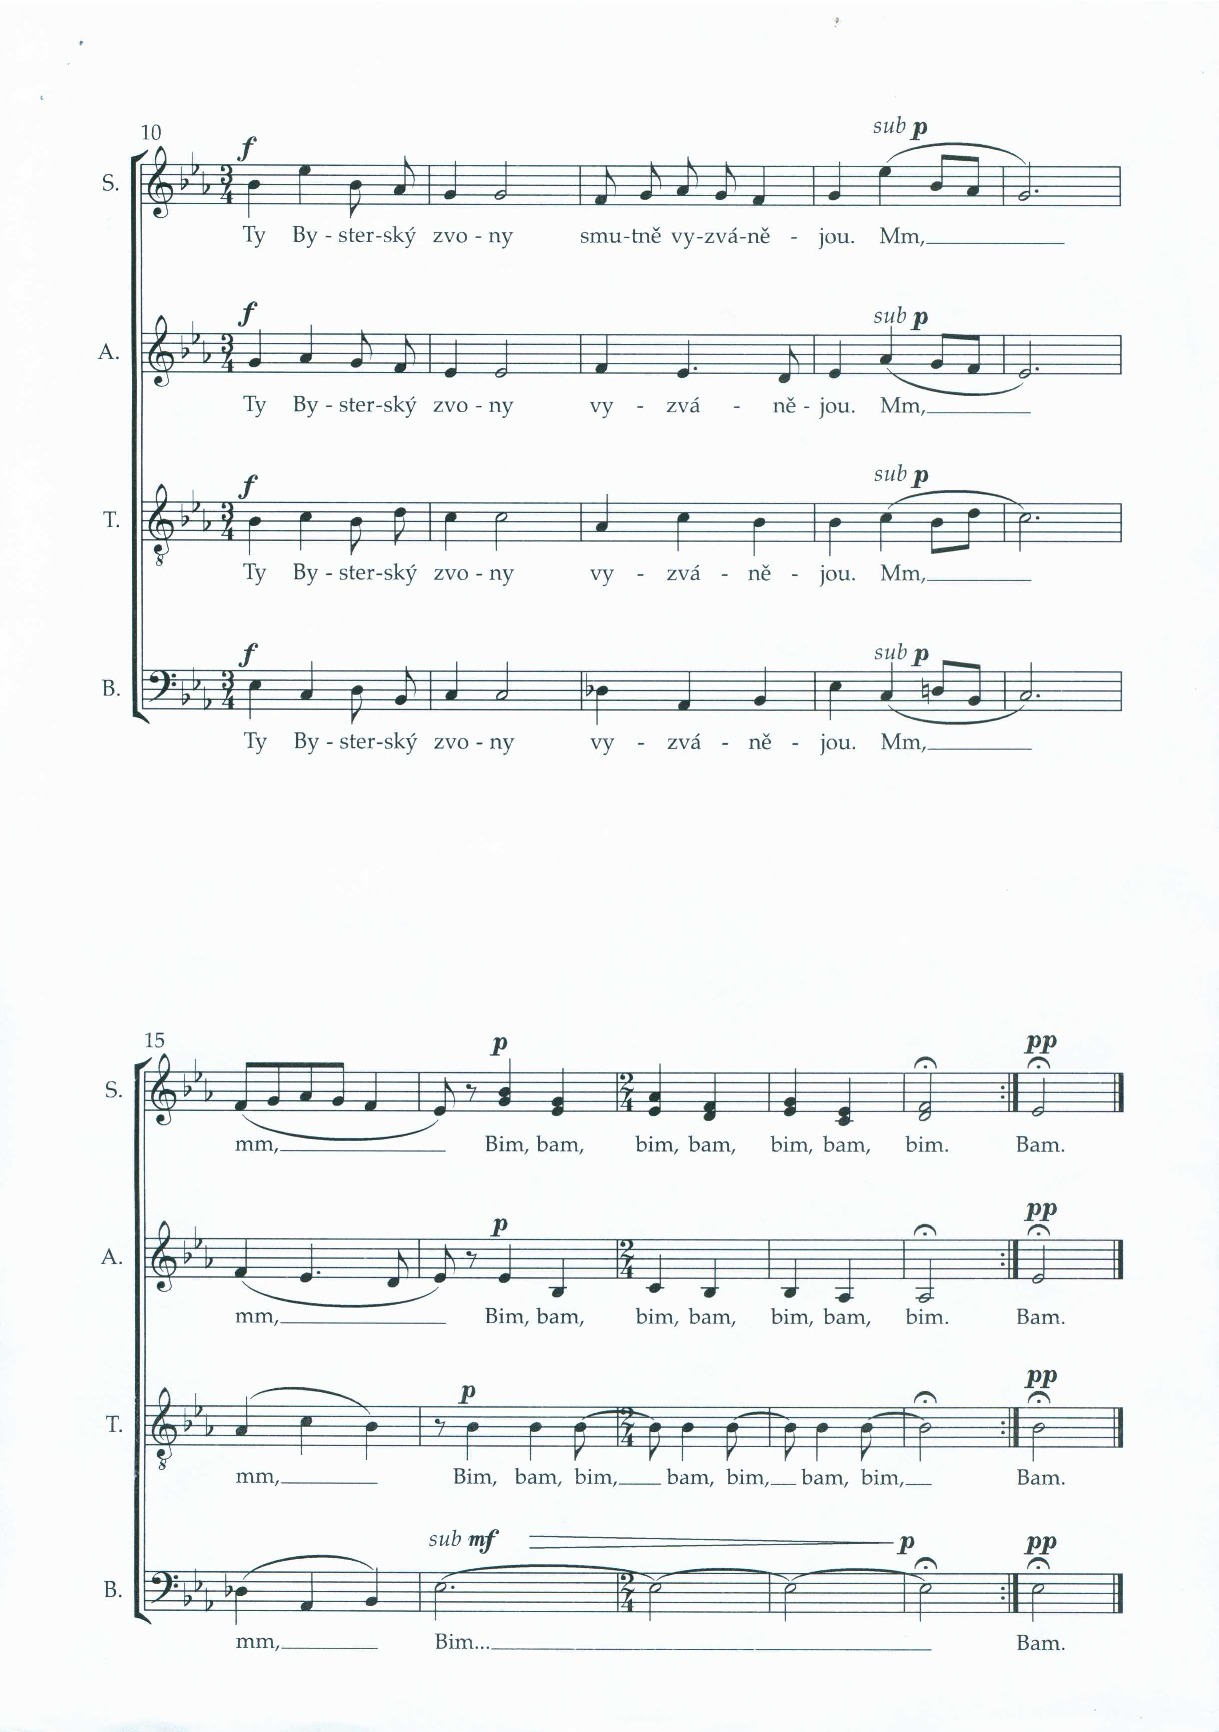 10
f
sub p
S.
Ty By - ster-ský zvo - ny smu-tně vy-zvá-ně - jou. Mm,
f
sub p
A.
Ty By - ster-ský zvo - ny vy - zvá - ně - jou. Mm,
f
sub p
T.
Ty By - ster-ský zvo - ny vy - zvá - ně - jou. Mm,
f
sub p
B.
Ty By - ster-ský zvo - ny vy - zvá - ně - jou. Mm,
15
p
pp
S.
mm, Bim, bam, bim, bam, bim, bam, bim. Bam.
p
pp
A.
mm, Bim, bam, bim, bam, bim, bam, bim. Bam.
p
pp
T.
mm, Bim, bam, bim, bam, bim, bam, bim, Bam.
sub mf
p
pp
B.
mm, Bim... Bam.